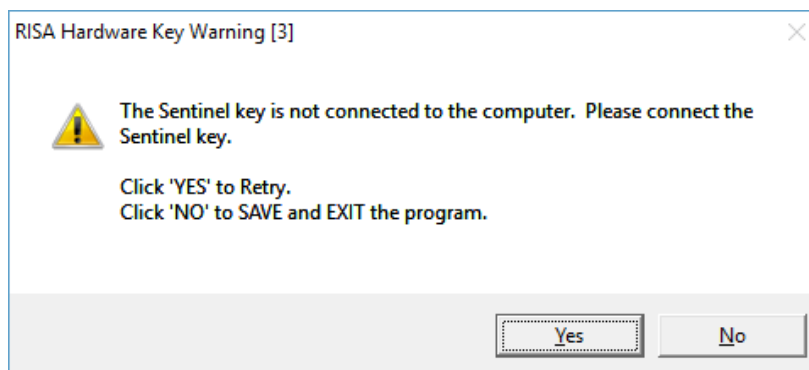 RISA Hardware Key Warning [3]
The Sentinel key is not connected to the computer.  Please connect the
Sentinel key.
Click 'YES' to Retry.
Click 'NO' to SAVE and EXIT the program.
Yes
No